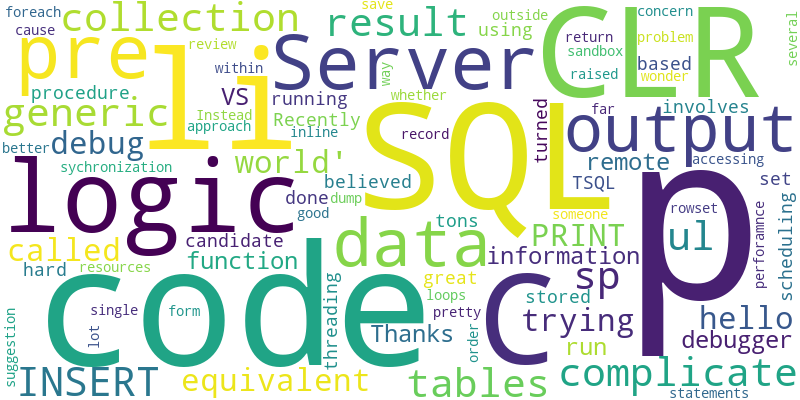 foreach
collection
save
result
outside
using
concern
return
problem
several
cause
pre
review
Server
CLR
sandbox
wonder
li
way
based
raised
within
procedure
VS
running
whether
far
involves
generic
Instead
approach
Recently
inline
SQL
record
turned
output
better
debug
world'
remote
accessing
sychronization
believed
TSQL
set
logic
done
dump
good
tons
someone
rowset
p
candidate
data
PRINT
ul
perforamnce
scheduling
called
function
information
hard
resources
great
sp
stored
code
threading
loops
c
trying
hello
single
form
Thanks
pretty
order
debugger
suggestion
lot
run
INSERT
equivalent
tables
complicate
statements